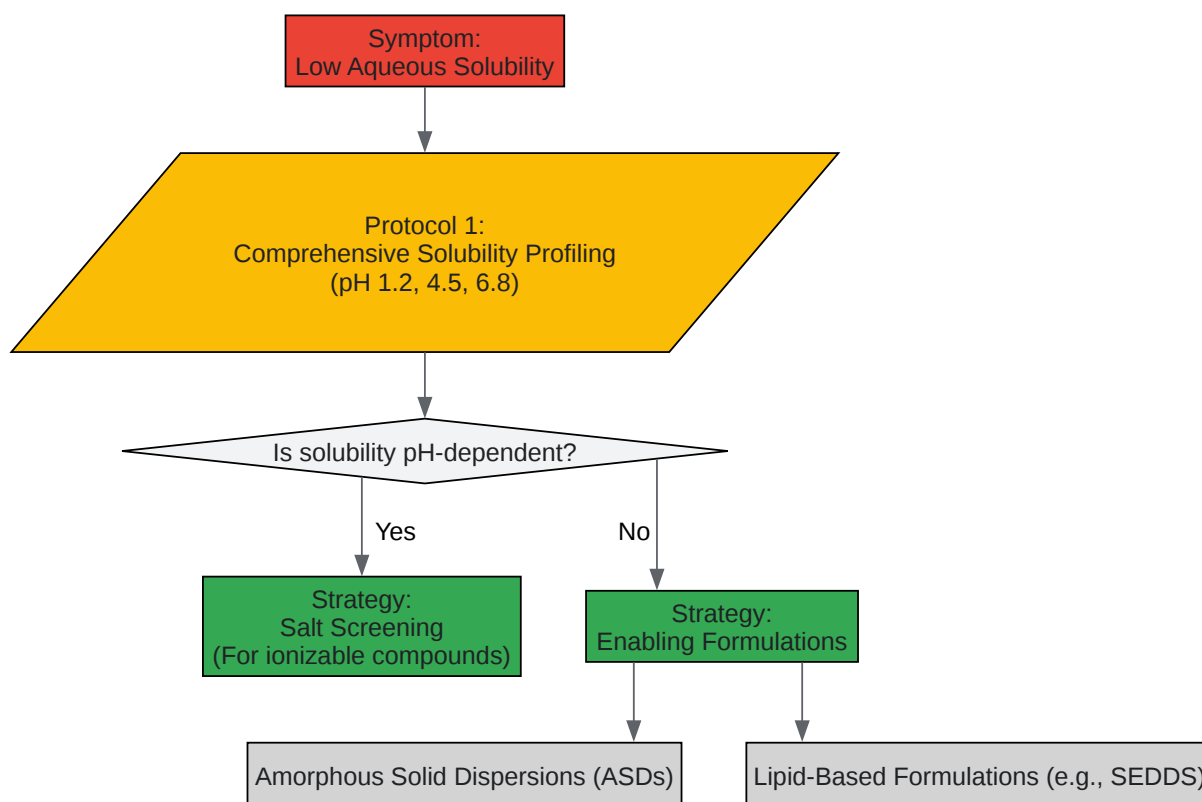 Symptom:
Low Aqueous Solubility
Protocol 1:
Comprehensive Solubility Profiling
(pH 1.2, 4.5, 6.8)
Is solubility pH-dependent?
Yes
No
Strategy:
Salt Screening
(For ionizable compounds)
Strategy:
Enabling Formulations
Amorphous Solid Dispersions (ASDs)
Lipid-Based Formulations (e.g., SEDDS)